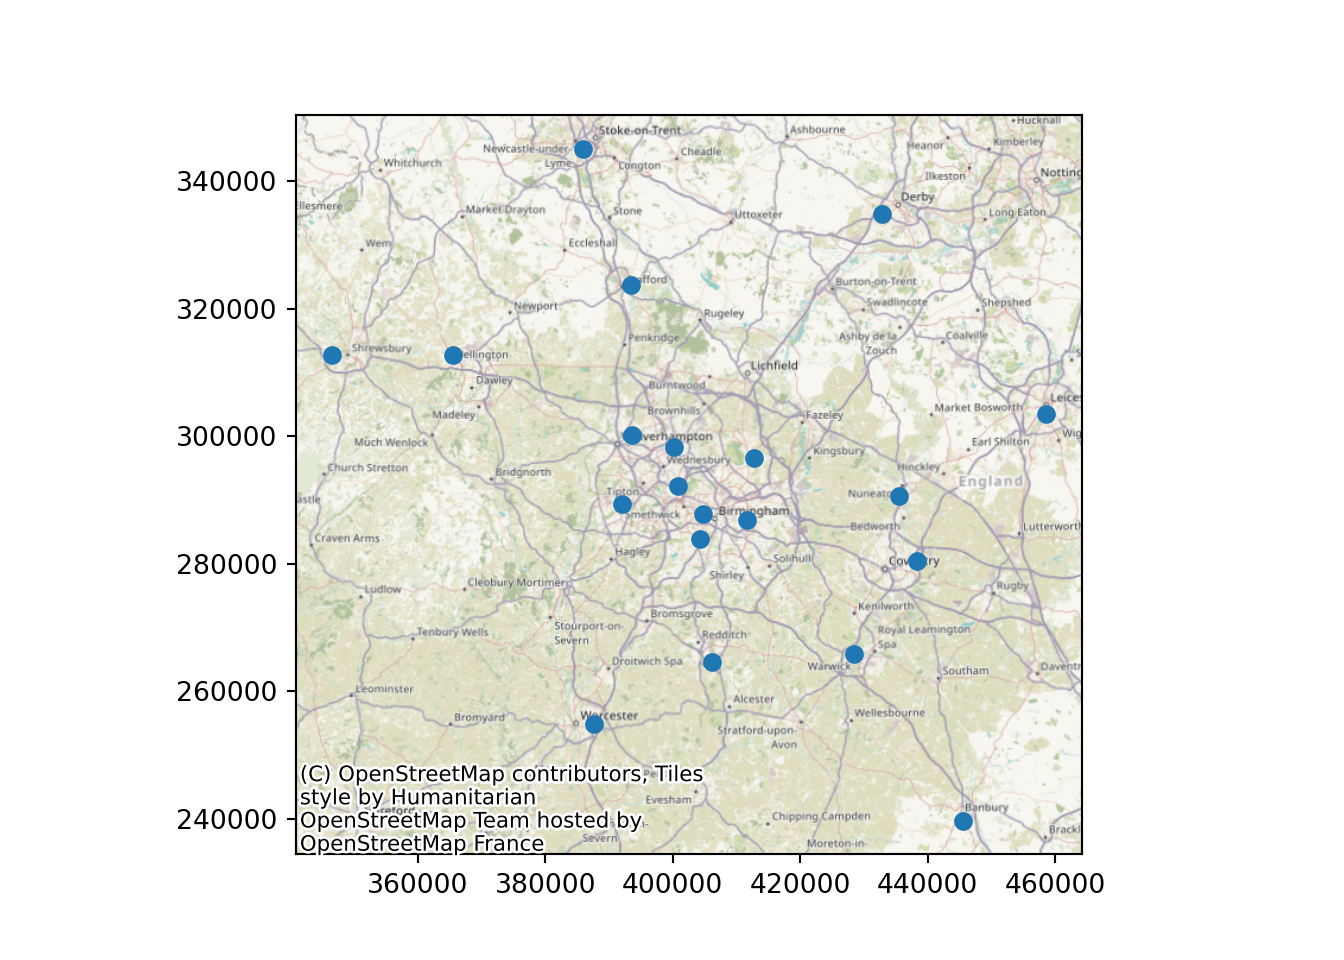 Hucknall
Stoke-on-Trent
Ashbourne
Kimberley
Heanor
Newcastle-under-
Lyme
Cheadle
Whitchurch
Longton
Ilkeston
Notting
Derby
llesmere
Market Drayton
Stone
Uttoxeter
Long Eaton
Wem
Eccleshall
afford
Burton-on-Trent
Newport
Swadlincote
Shepshed
Rugeley
Penkridge
Ashby de la
Zouch
Coalville
Shrewsbury
ellington
Lichfield
Dawley
Burntwood
Leices
Madeley
Brownhills
Fazeley
Market Bosworth
Much Wenlock
verhampton
Earl Shilton
Wig
Kingsbury
Church Stretton
Bridgnorth
Wednesbury
Hinckley
England
astle
Tipton
Nuneato
Smethwick
Birmingham
Bedworth
Lutterworth
Craven Arms
Hagley
Solihull
Cov
try
Shirley
Ludlow
Cleobury Mortimer
Rugby
Bromsgrove
Kenilworth
Tenbury Wells
Stourport-on-
Severn
Redditch
Royal Leamington
Spa
Droitwich Spa
Warwick
Southam
Daventr
Leominster
Alcester
Bromyard
Worcester
Wellesbourne
Stratford-upon-
Avon
Evesham
Banbury
Chipping Campden
Brackl
Severn
Moreton-in-
(C) OpenStreetMap contributors, Tiles
style by Humanitarian
OpenStreetMap Team hosted by
OpenStreetMap France
340000
320000
300000
280000
260000
240000
360000 380000 400000 420000 440000 460000